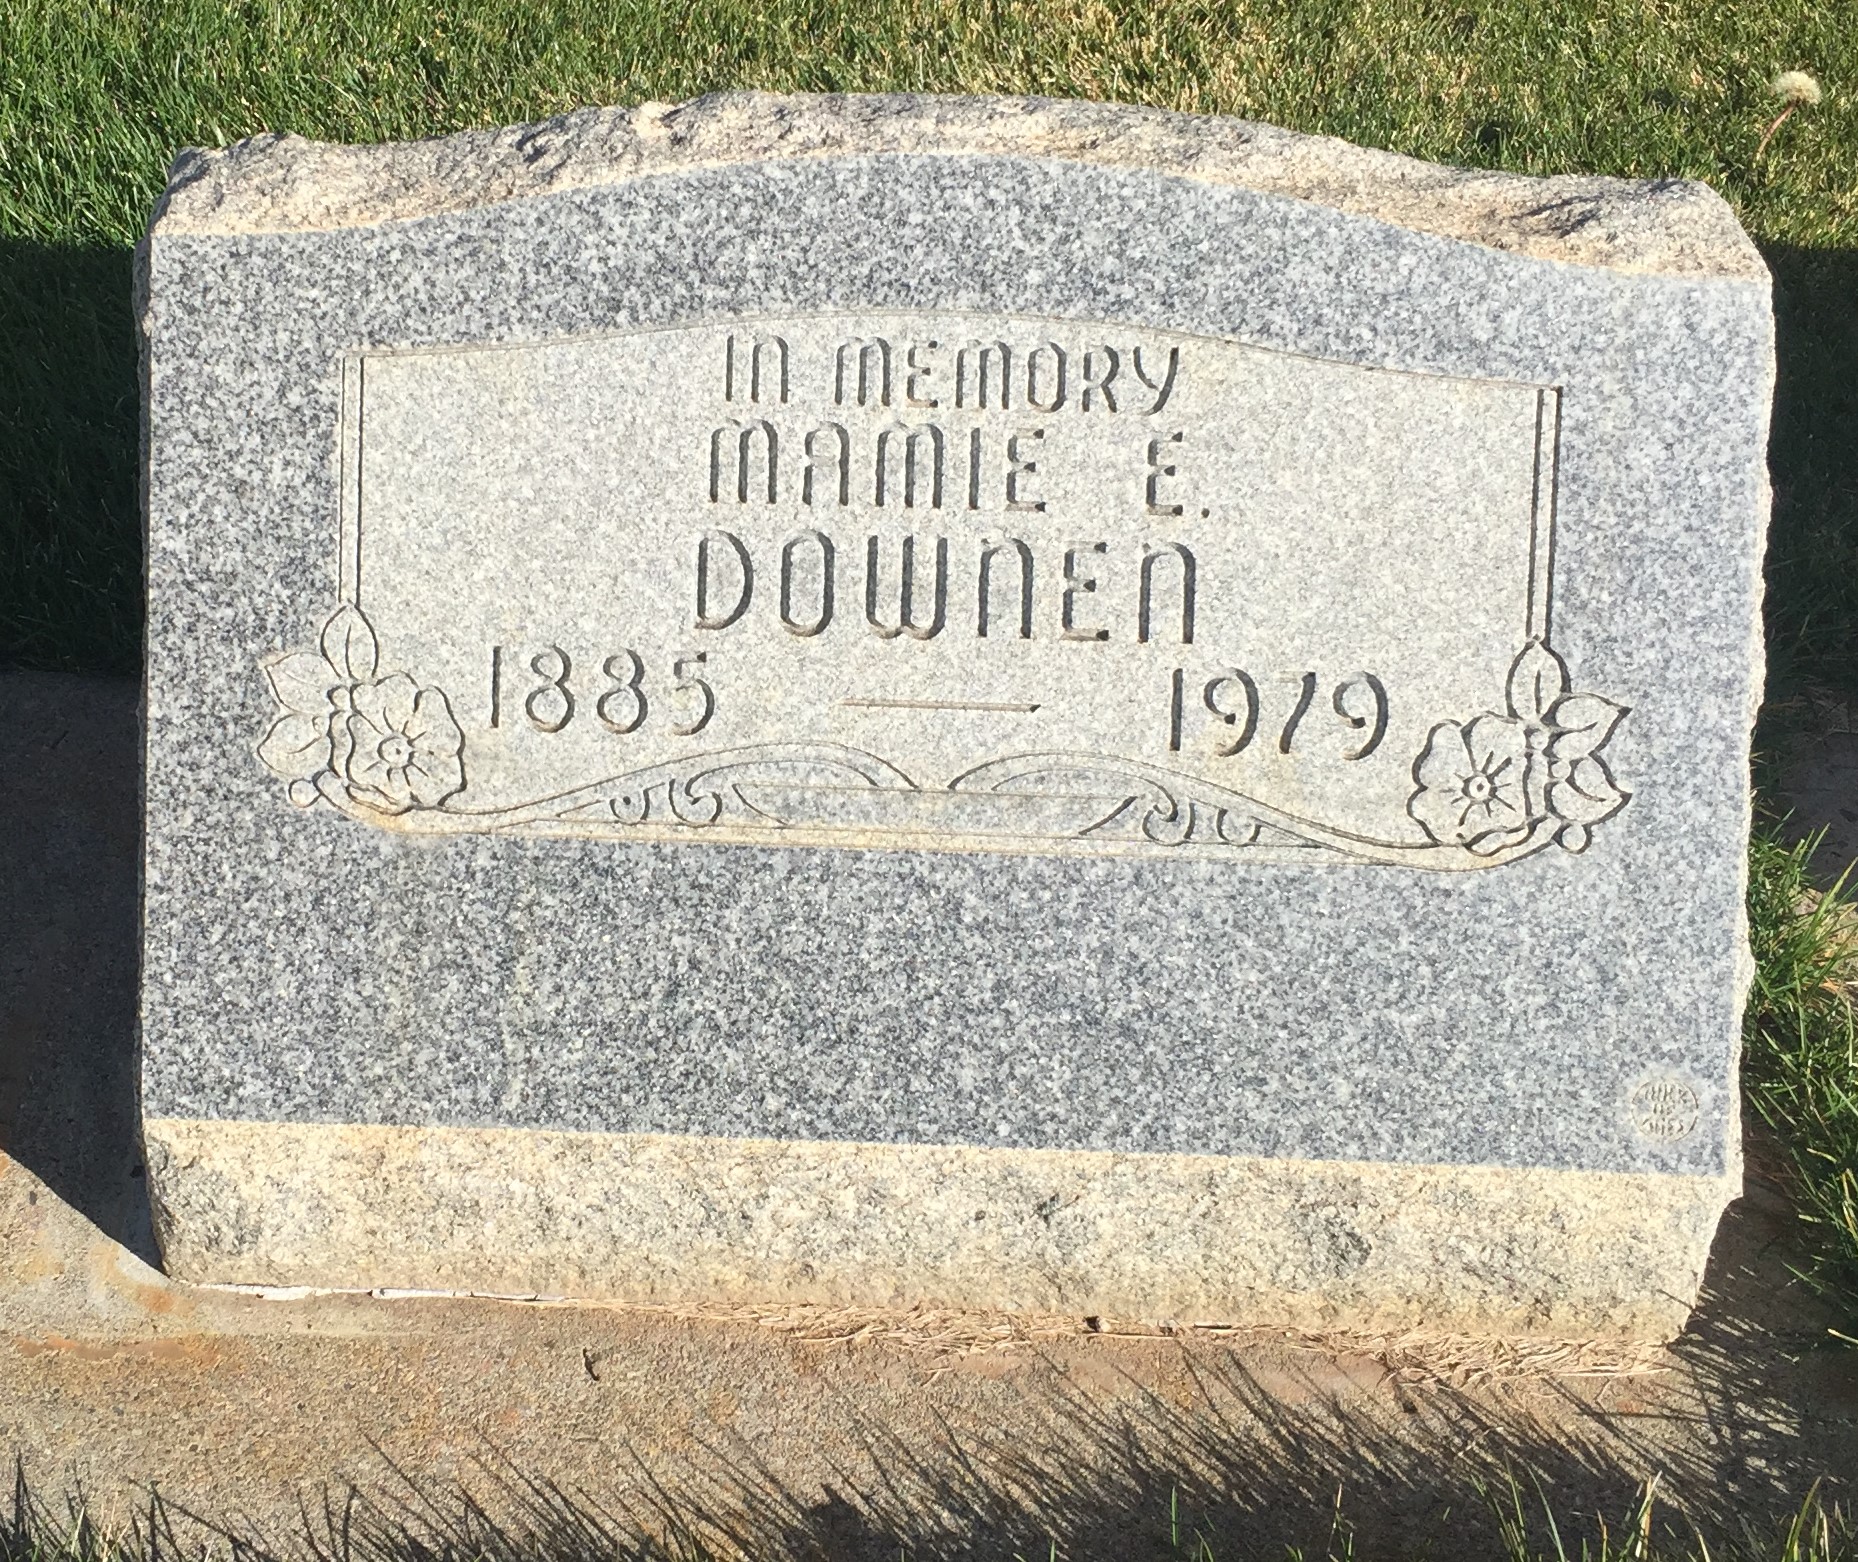 IN MEMORY
MAMIE E.
DOWNEN
1885 — 1979